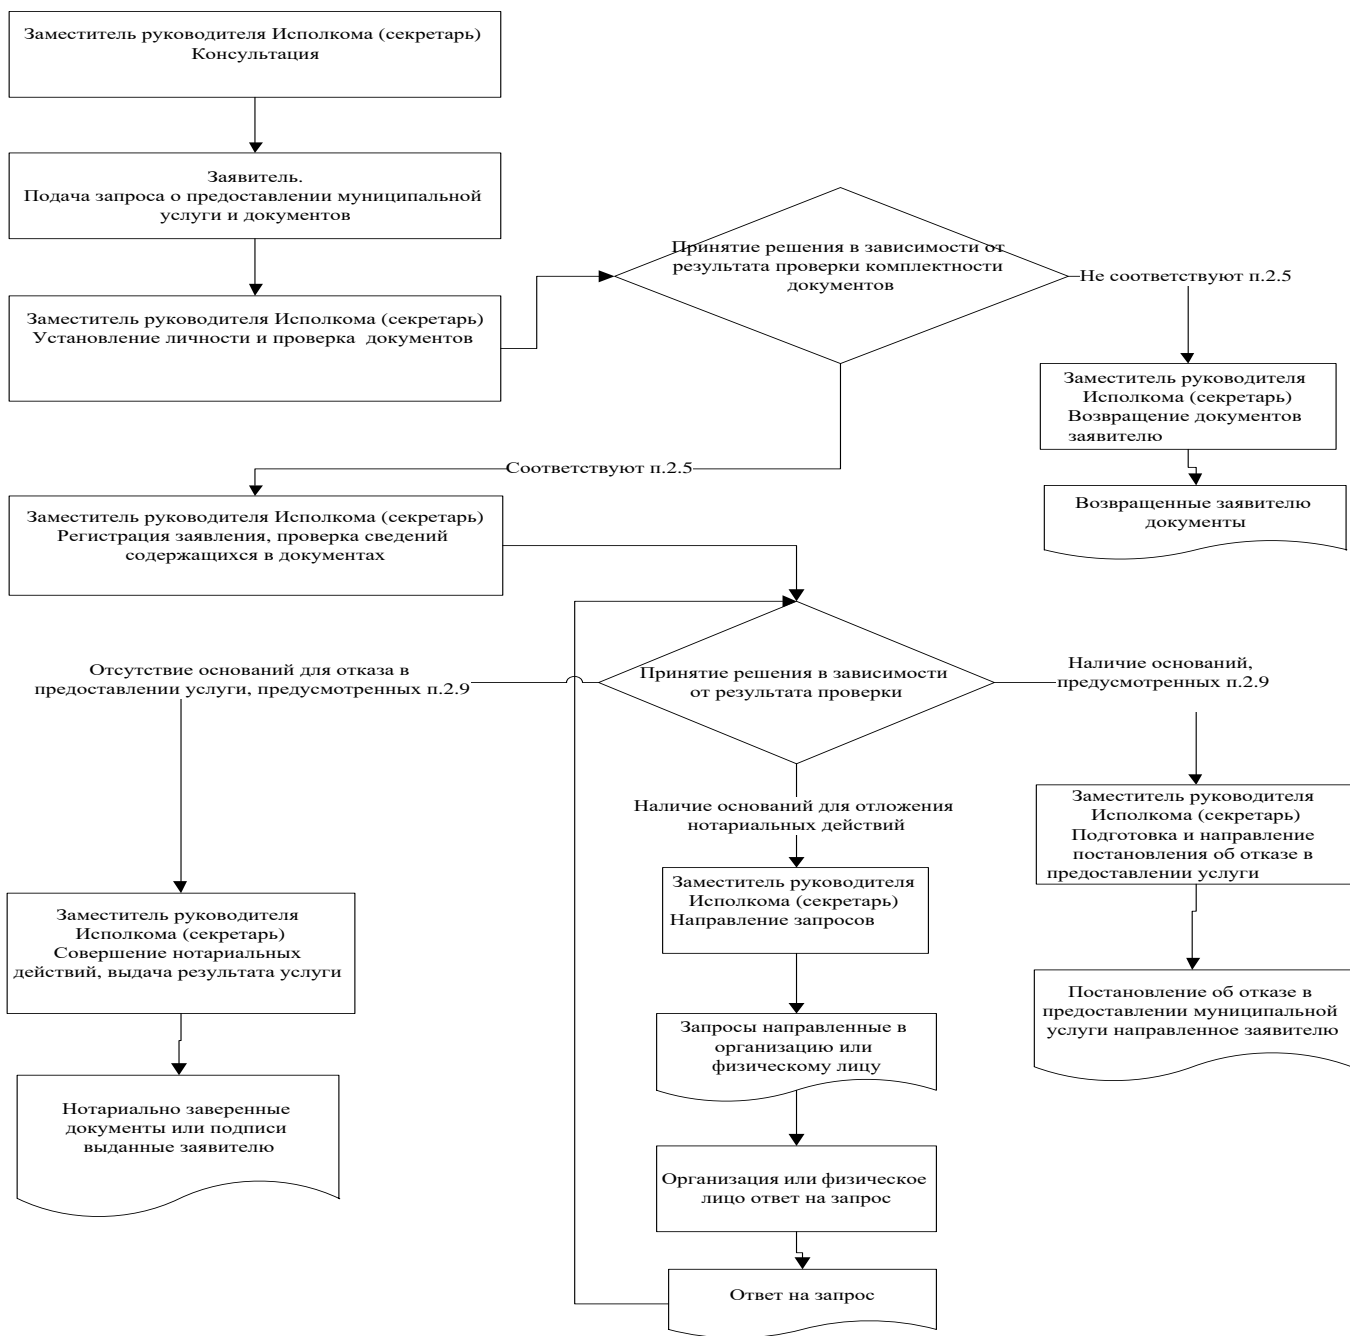 Заместитель руководителя Исполкома (секретарь)
Консультация
Заявитель.
Подача запроса о предоставлении муниципальной
услуги и документов
Заместитель руководителя Исполкома (секретарь)
Установление личности и проверка документов
Принятие решения в зависимости от
результата проверки комплектности
документов
Не соответствуют п.2.5
Заместитель руководителя
Исполкома (секретарь)
Возвращение документов
заявителю
Возвращенные заявителю
документы
Соответствуют п.2.5
Заместитель руководителя Исполкома (секретарь)
Регистрация заявления, проверка сведений
содержащихся в документах
Принятие решения в зависимости
от результата проверки
Отсутствие оснований для отказа в
предоставлении услуги, предусмотренных п.2.9
Наличие оснований,
предусмотренных п.2.9
Наличие оснований для отложения
нотариальных действий
Заместитель руководителя
Исполкома (секретарь)
Совершение нотариальных
действий, выдача результата услуги
Нотариально заверенные
документы или подписи
выданные заявителю
Заместитель руководителя
Исполкома (секретарь)
Направление запросов
Запросы направленные в
организацию или
физическому лицу
Организация или физическое
лицо ответ на запрос
Ответ на запрос
Заместитель руководителя
Исполкома (секретарь)
Подготовка и направление
постановления об отказе в
предоставлении услуги
Постановление об отказе в
предоставлении муниципальной
услуги направленное заявителю